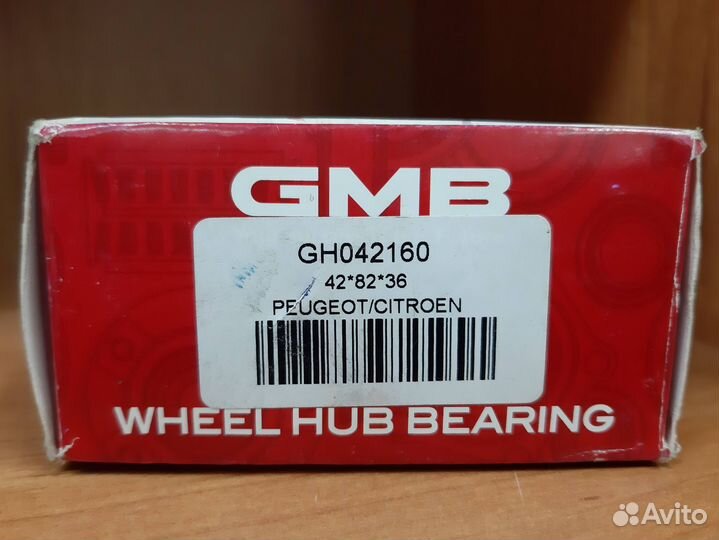 GMB
GH042160
42*82*36
PEUGEOT/CITROEN
WHEEL HUB BEARING
Avito